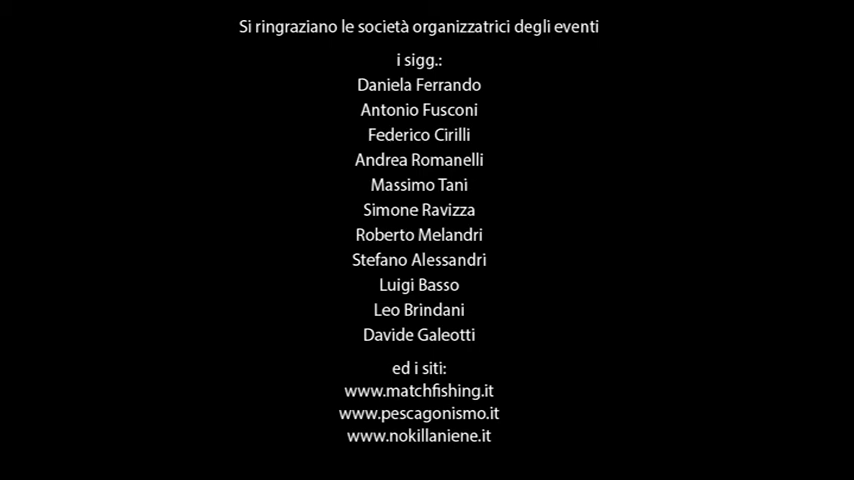 Si ringraziano le società organizzatrici degli eventi
i sigg.:
Daniela Ferrando
Antonio Fusconi
Federico Cirilli
Andrea Romanelli
Massimo Tani
Simone Ravizza
Roberto Melandri
Stefano Alessandri
Luigi Basso
Leo Brindani
Davide Galeotti
ed i siti:
www.matchfishing.it
www.pescagonismo.it
www.nokillaniene.it